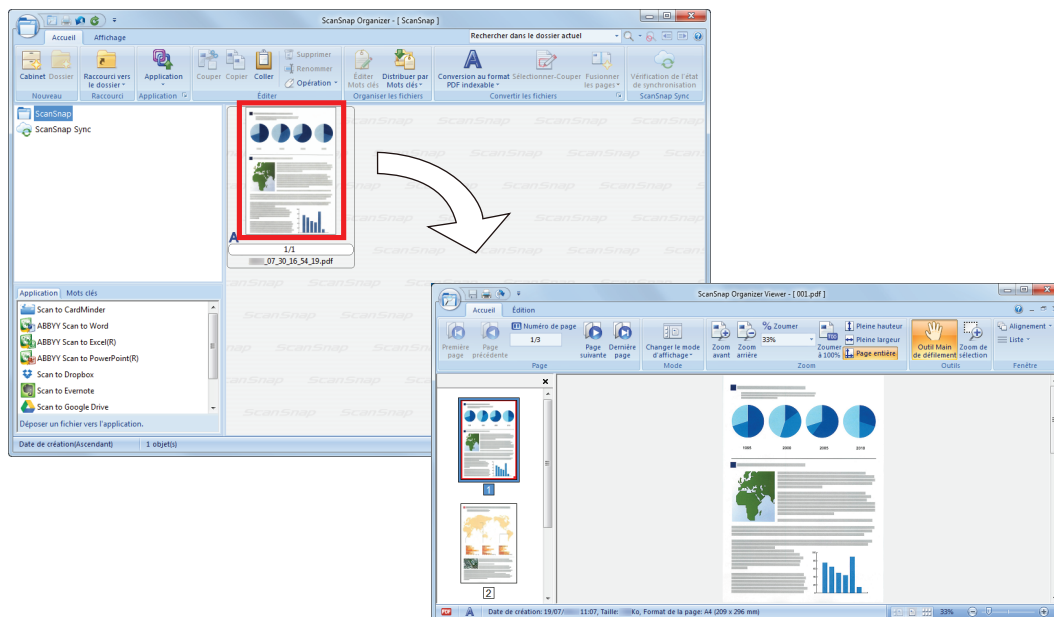 ScanSnap Organizer - [ ScanSnap ]
Accueil Affichage
Rechercher dans le dossier actuel
Cabinet Dossier
Raccourci vers le dossier
Application
Couper Copier Coller
Supprimer
Renommer
Opération
Éditer Mots clés
Distribuer par Mots clés
Conversion au format PDF indexable
Sélectionner-Couper
Fusionner les pages
Vérification de l'état de synchronisation
Nouveau Raccourci Application Éditer Organiser les fichiers Convertir les fichiers ScanSnap Sync
ScanSnap
ScanSnap Sync
A
1/1
_07_30_16_54_19.pdf
Application Mots clés
Scan to CardMinder
ABBYY Scan to Word
ABBYY Scan to Excel(R)
ABBYY Scan to PowerPoint(R)
Scan to Dropbox
Scan to Evernote
Scan to Google Drive
Déposer un fichier vers l'application.
Date de création(Ascendant) 1 objet(s)
ScanSnap Organizer Viewer - [ 001.pdf ]
Accueil Édition
Première page
Page précédente
Numéro de page
1/3
Page suivante
Dernière page
Changer le mode d'affichage
Zoom avant
Zoom arrière
% Zoumer
33%
Zoumer à 100%
Pleine hauteur
Pleine largeur
Page entière
Outil Main de défilement
Zoom de sélection
Alignement
Liste
Page Mode Zoom Outils Fenêtre
1
2
1995 2000 2005 2010
PDF A Date de création: 19/07/ 11:07, Taille: Ko, Format de la page: A4 (209 x 296 mm)
33%